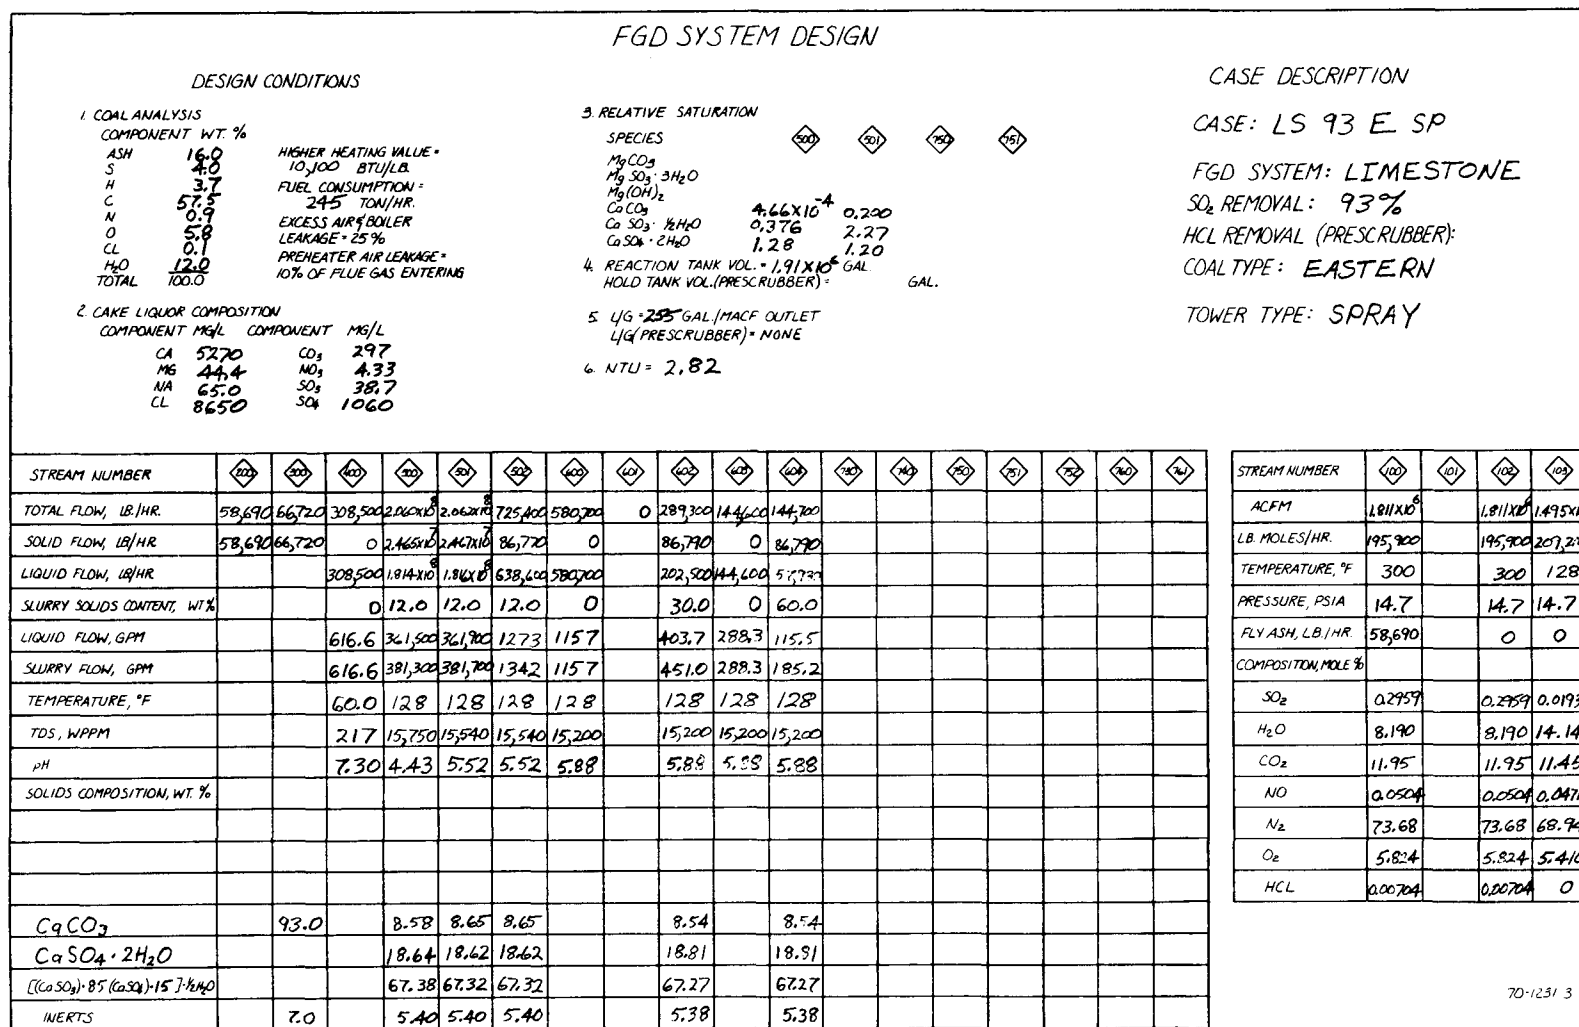 FGD SYSTEM DESIGN
DESIGN CONDITIONS
1. COAL ANALYSIS
COMPONENT WT. %
ASH 16.0
S 4.0
H 3.7
C 57.5
N 0.9
O 5.8
CL 0.1
H2O 12.0
TOTAL 100.0
HIGHER HEATING VALUE =
10,100 BTU/LB.
FUEL CONSUMPTION =
245 TON/HR.
EXCESS AIR & BOILER
LEAKAGE = 25 %
PREHEATER AIR LEAKAGE =
10% OF FLUE GAS ENTERING
2. CAKE LIQUOR COMPOSITION
COMPONENT MG/L COMPONENT MG/L
CA 5270 CO3 297
MG 44.4 NO3 4.33
NA 65.0 SO3 38.7
CL 8650 SO4 1060
3. RELATIVE SATURATION
SPECIES 500 501 750 751
MgCO3
MgSO3·3H2O
Mg(OH)2
CaCO3 4.66X10-4 0.200
CaSO3·½H2O 0.376 2.27
CaSO4·2H2O 1.28 1.20
4. REACTION TANK VOL. = 1.91X10^6 GAL.
HOLD TANK VOL. (PRESCRUBBER) = GAL.
5. L/G = 255 GAL./MACF OUTLET
L/G (PRESCRUBBER) = NONE
6. NTU = 2.82
CASE DESCRIPTION
CASE: LS 93 E SP
FGD SYSTEM: LIMESTONE
SO2 REMOVAL: 93%
HCL REMOVAL (PRESCRUBBER):
COAL TYPE: EASTERN
TOWER TYPE: SPRAY
STREAM NUMBER 200 300 400 500 501 502 600 601 602 603 604 730 740 750 751 752 760 761
TOTAL FLOW, LB./HR. 58,690 66,720 308,500 2.060X10^8 2.062X10^8 725,400 580,700 0 289,300 144,600 144,700
SOLID FLOW, LB/HR 58,690 66,720 0 2.465X10^7 2.467X10^7 86,770 0 86,790 0 86,790
LIQUID FLOW, LB/HR 308,500 1.814X10^8 1.816X10^8 638,600 580,700 202,500 144,600
SLURRY SOLIDS CONTENT, WT% 0 12.0 12.0 12.0 0 30.0 0 60.0
LIQUID FLOW, GPM 616.6 361,500 361,900 1273 1157 403.7 288.3 115.5
SLURRY FLOW, GPM 616.6 381,300 381,700 1342 1157 451.0 288.3 185.2
TEMPERATURE, °F 60.0 128 128 128 128 128 128 128
TDS, WPPM 217 15,750 15,540 15,540 15,200 15,200 15,200 15,200
pH 7.30 4.43 5.52 5.52 5.88 5.88 5.88 5.88
SOLIDS COMPOSITION, WT. %
CaCO3 93.0 8.58 8.65 8.65 8.54 8.54
CaSO4·2H2O 18.64 18.62 18.62 18.81 18.81
[(CaSO3)·85 (CaSO4)·15]·½H2O 67.38 67.32 67.32 67.27 67.27
INERTS 7.0 5.40 5.40 5.40 5.38 5.38
STREAM NUMBER 100 101 102 103
ACFM 1.811X10^6 1.811X10^6 1.495X1
LB. MOLES/HR. 195,900 195,900
TEMPERATURE, °F 300 300 128
PRESSURE, PSIA 14.7 14.7 14.7
FLY ASH, LB./HR. 58,690 0 0
COMPOSITION, MOLE %
SO2 0.2959 0.2959 0.0193
H2O 8.190 8.190 14.14
CO2 11.95 11.95 11.45
NO 0.0504 0.0504 0.0471
N2 73.68 73.68 68.94
O2 5.824 5.824 5.416
HCL 0.00704 0.00704 0
70-1231 3